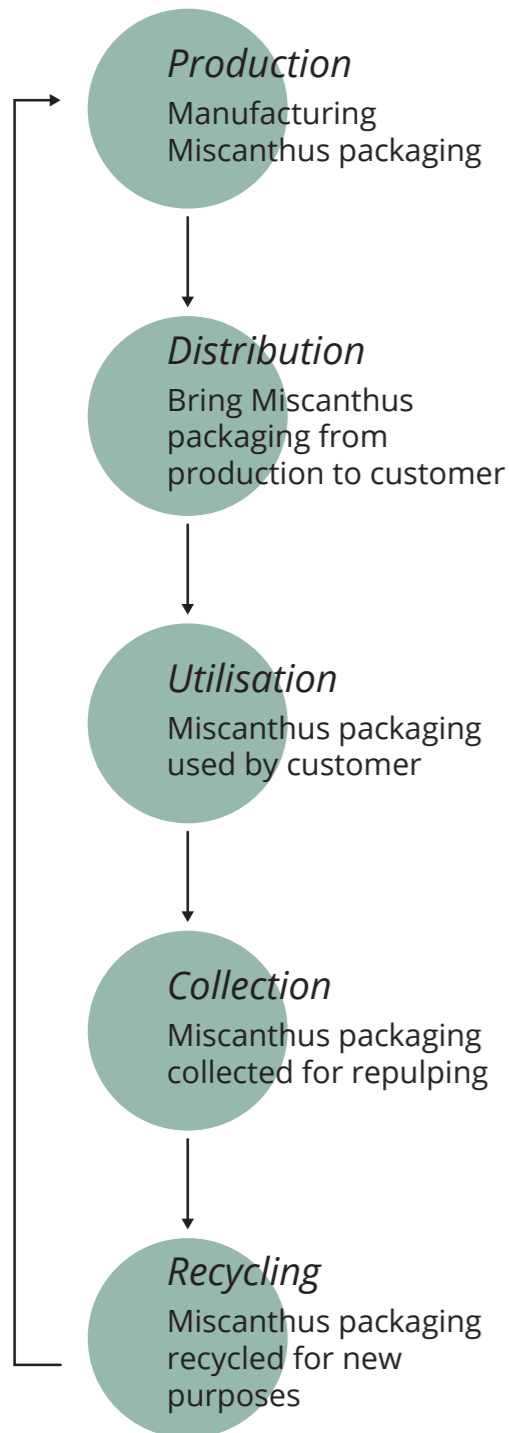 Production
Manufacturing
Miscanthus packaging
Distribution
Bring Miscanthus
packaging from
production to customer
Utilisation
Miscanthus packaging
used by customer
Collection
Miscanthus packaging
collected for repulping
Recycling
Miscanthus packaging
recycled for new
purposes